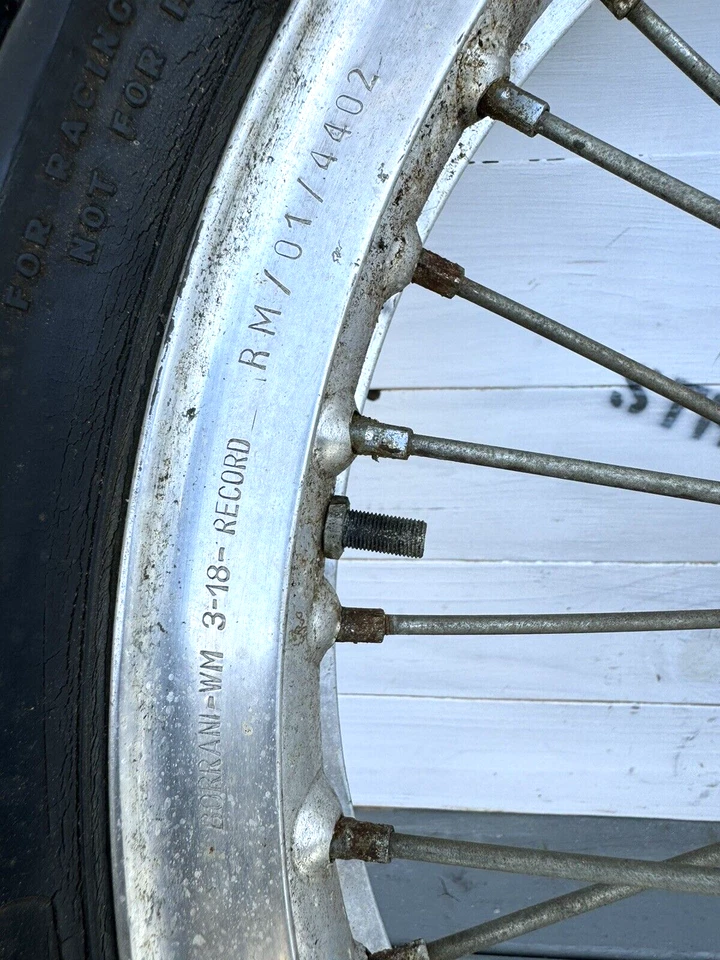 FOR RACING
NOT FOR
BORRANI-WM 3-18- RECORD - RM/01/4402